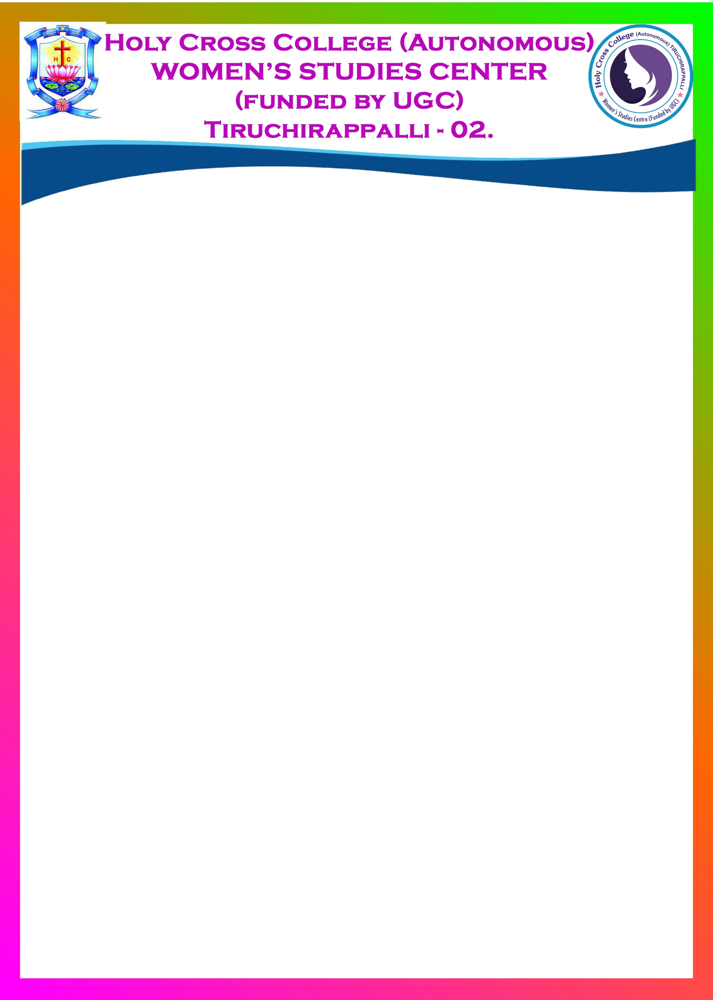 THE CROSS OUR HOPE
H C
TRUTH CHARITY
HOLY CROSS COLLEGE (AUTONOMOUS)
WOMEN'S STUDIES CENTER
(FUNDED BY UGC)
TIRUCHIRAPPALLI - 02.
Holy Cross College (Autonomous) TIRUCHIRAPPALLI
Women's Studies Centre (Funded by UGC)